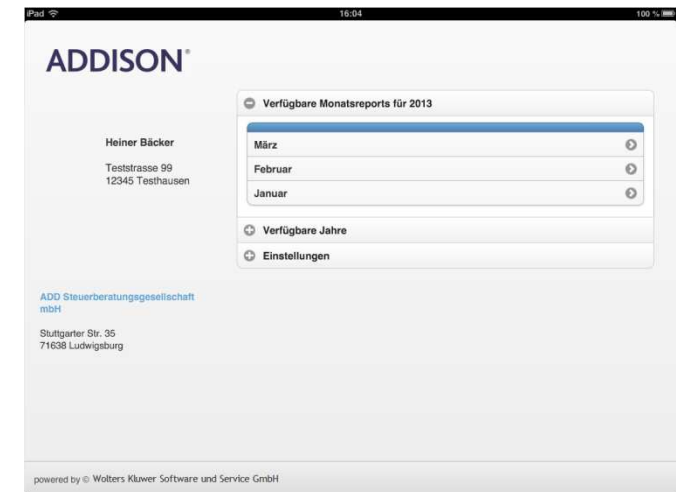 iPad 16:04 100 %
ADDISON®
Verfügbare Monatsreports für 2013
Heiner Bäcker
Teststrasse 99
12345 Testhausen
März
Februar
Januar
Verfügbare Jahre
Einstellungen
ADD Steuerberatungsgesellschaft
mbH
Stuttgarter Str. 35
71638 Ludwigsburg
powered by © Wolters Kluwer Software und Service GmbH